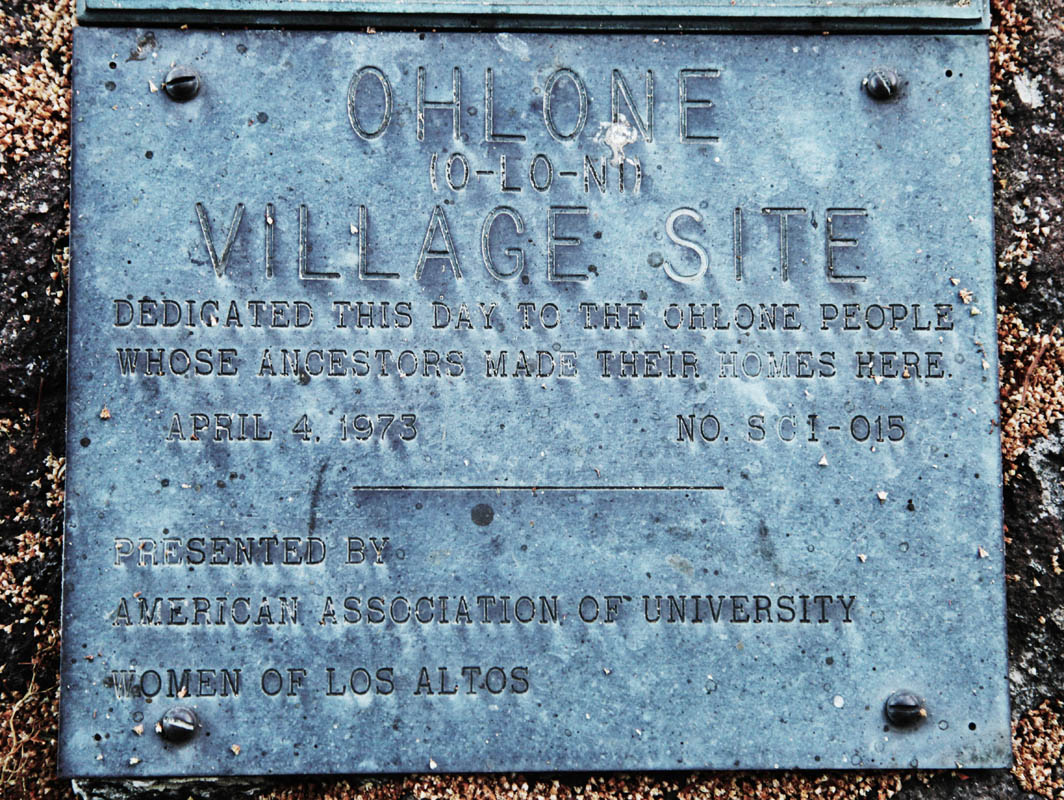 OHLONE
(O-LO-NI)
VILLAGE SITE
DEDICATED THIS DAY TO THE OHLONE PEOPLE
WHOSE ANCESTORS MADE THEIR HOMES HERE.
APRIL 4, 1973 NO. SCI-015
PRESENTED BY
AMERICAN ASSOCIATION OF UNIVERSITY
WOMEN OF LOS ALTOS